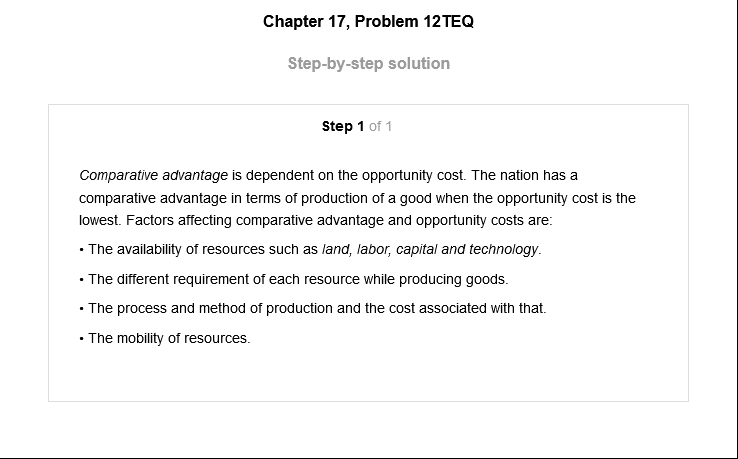 Chapter 17, Problem 12TEQ
Step-by-step solution
Step 1 of 1
Comparative advantage is dependent on the opportunity cost. The nation has a
comparative advantage in terms of production of a good when the opportunity cost is the
lowest. Factors affecting comparative advantage and opportunity costs are:
• The availability of resources such as land, labor, capital and technology.
• The different requirement of each resource while producing goods.
• The process and method of production and the cost associated with that.
• The mobility of resources.